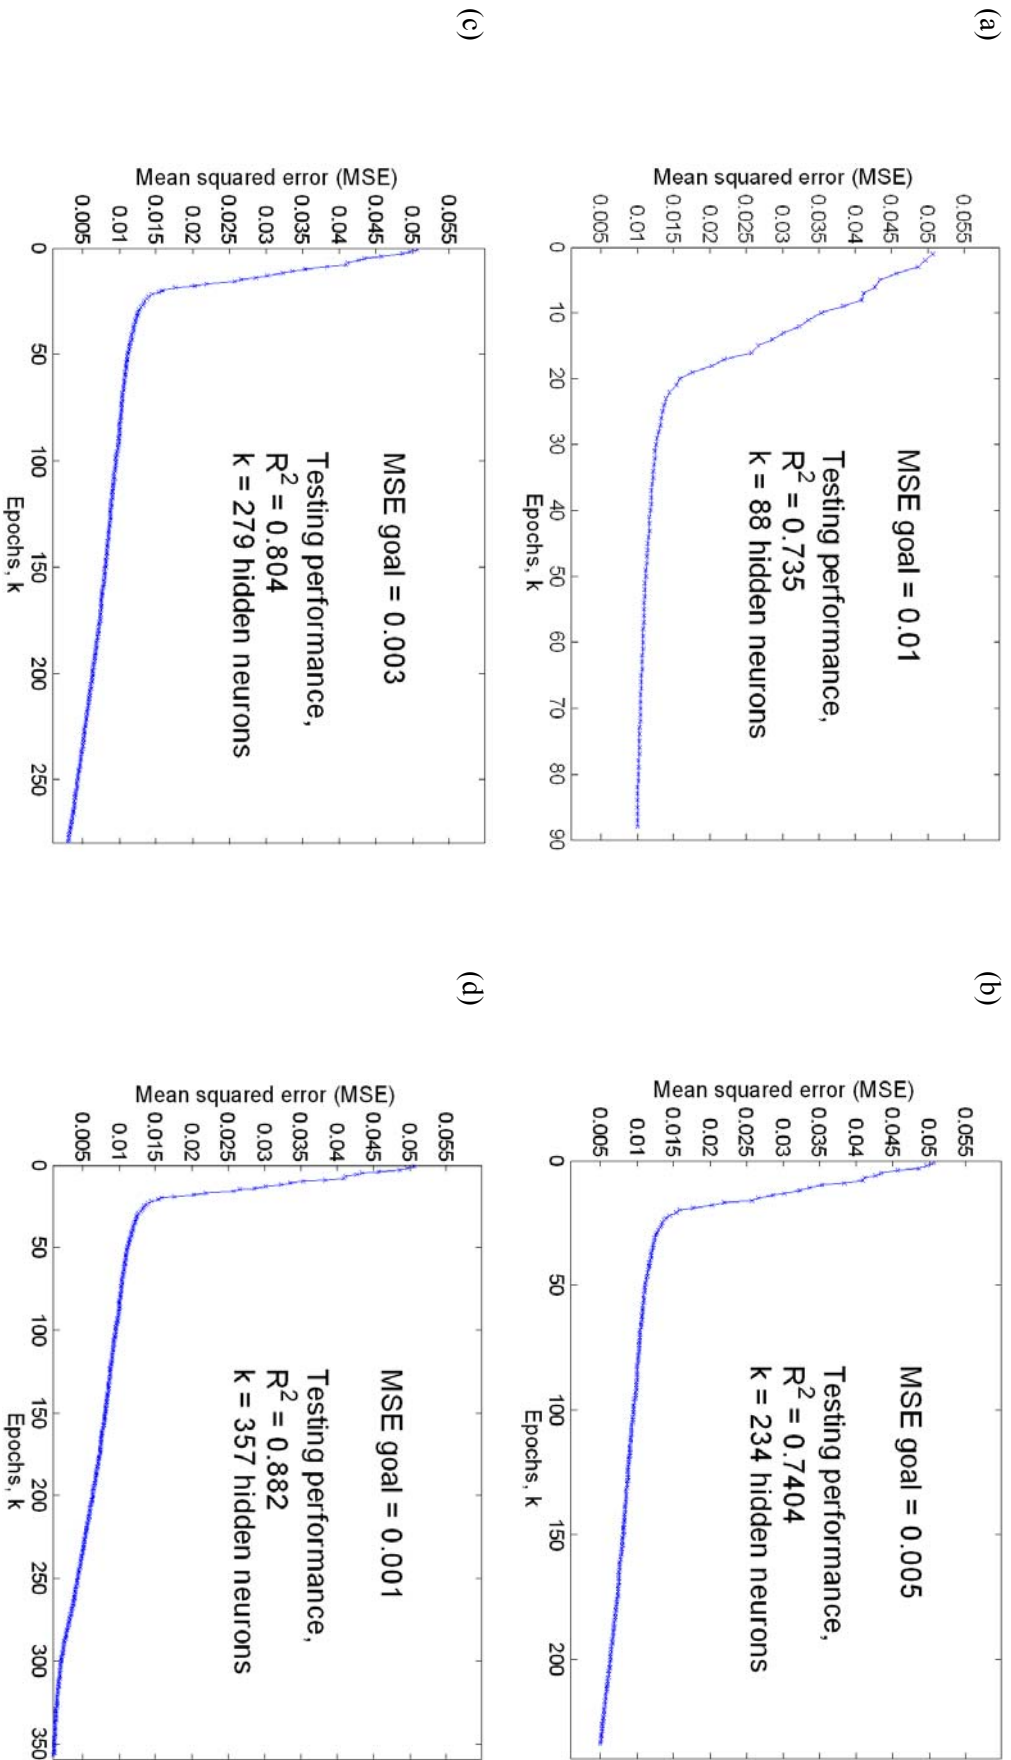 (a)
Mean squared error (MSE)
0.055
0.05
0.045
0.04
0.035
0.03
0.025
0.02
0.015
0.01
0.005
MSE goal = 0.01
Testing performance,
R² = 0.735
k = 88 hidden neurons
0 10 20 30 40 50 60 70 80 90
Epochs, k
(b)
Mean squared error (MSE)
0.055
0.05
0.045
0.04
0.035
0.03
0.025
0.02
0.015
0.01
0.005
MSE goal = 0.005
Testing performance,
R² = 0.7404
k = 234 hidden neurons
0 50 100 150 200
Epochs, k
(c)
Mean squared error (MSE)
0.055
0.05
0.045
0.04
0.035
0.03
0.025
0.02
0.015
0.01
0.005
MSE goal = 0.003
Testing performance,
R² = 0.804
k = 279 hidden neurons
0 50 100 150 200 250
Epochs, k
(d)
Mean squared error (MSE)
0.055
0.05
0.045
0.04
0.035
0.03
0.025
0.02
0.015
0.01
0.005
MSE goal = 0.001
Testing performance,
R² = 0.882
k = 357 hidden neurons
0 50 100 150 200 250 300 350
Epochs, k